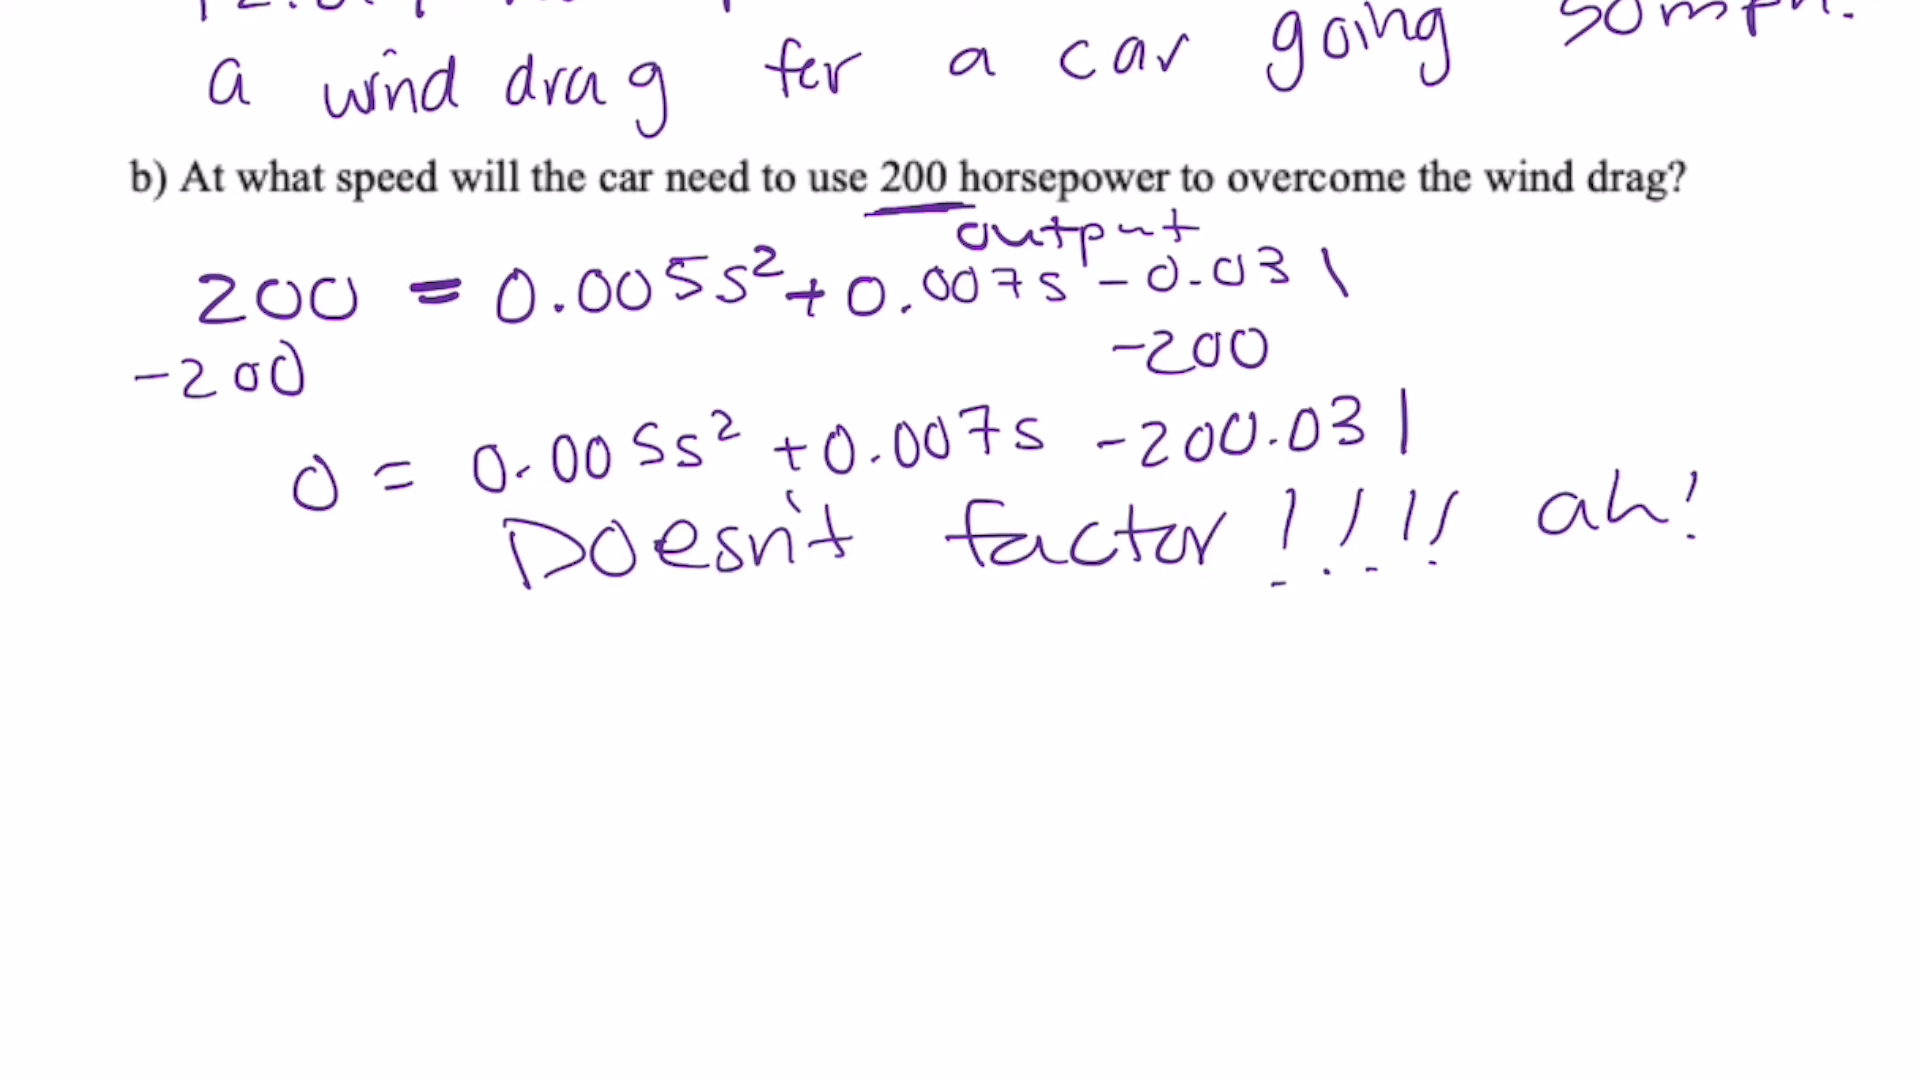 a wind drag for a car going 50mph.
b) At what speed will the car need to use 200 horsepower to overcome the wind drag?
output
200 = 0.005s²+0.007s-0.031
-200 -200
0 = 0.005s²+0.007s-200.031
Doesn't factor!!!! ah!